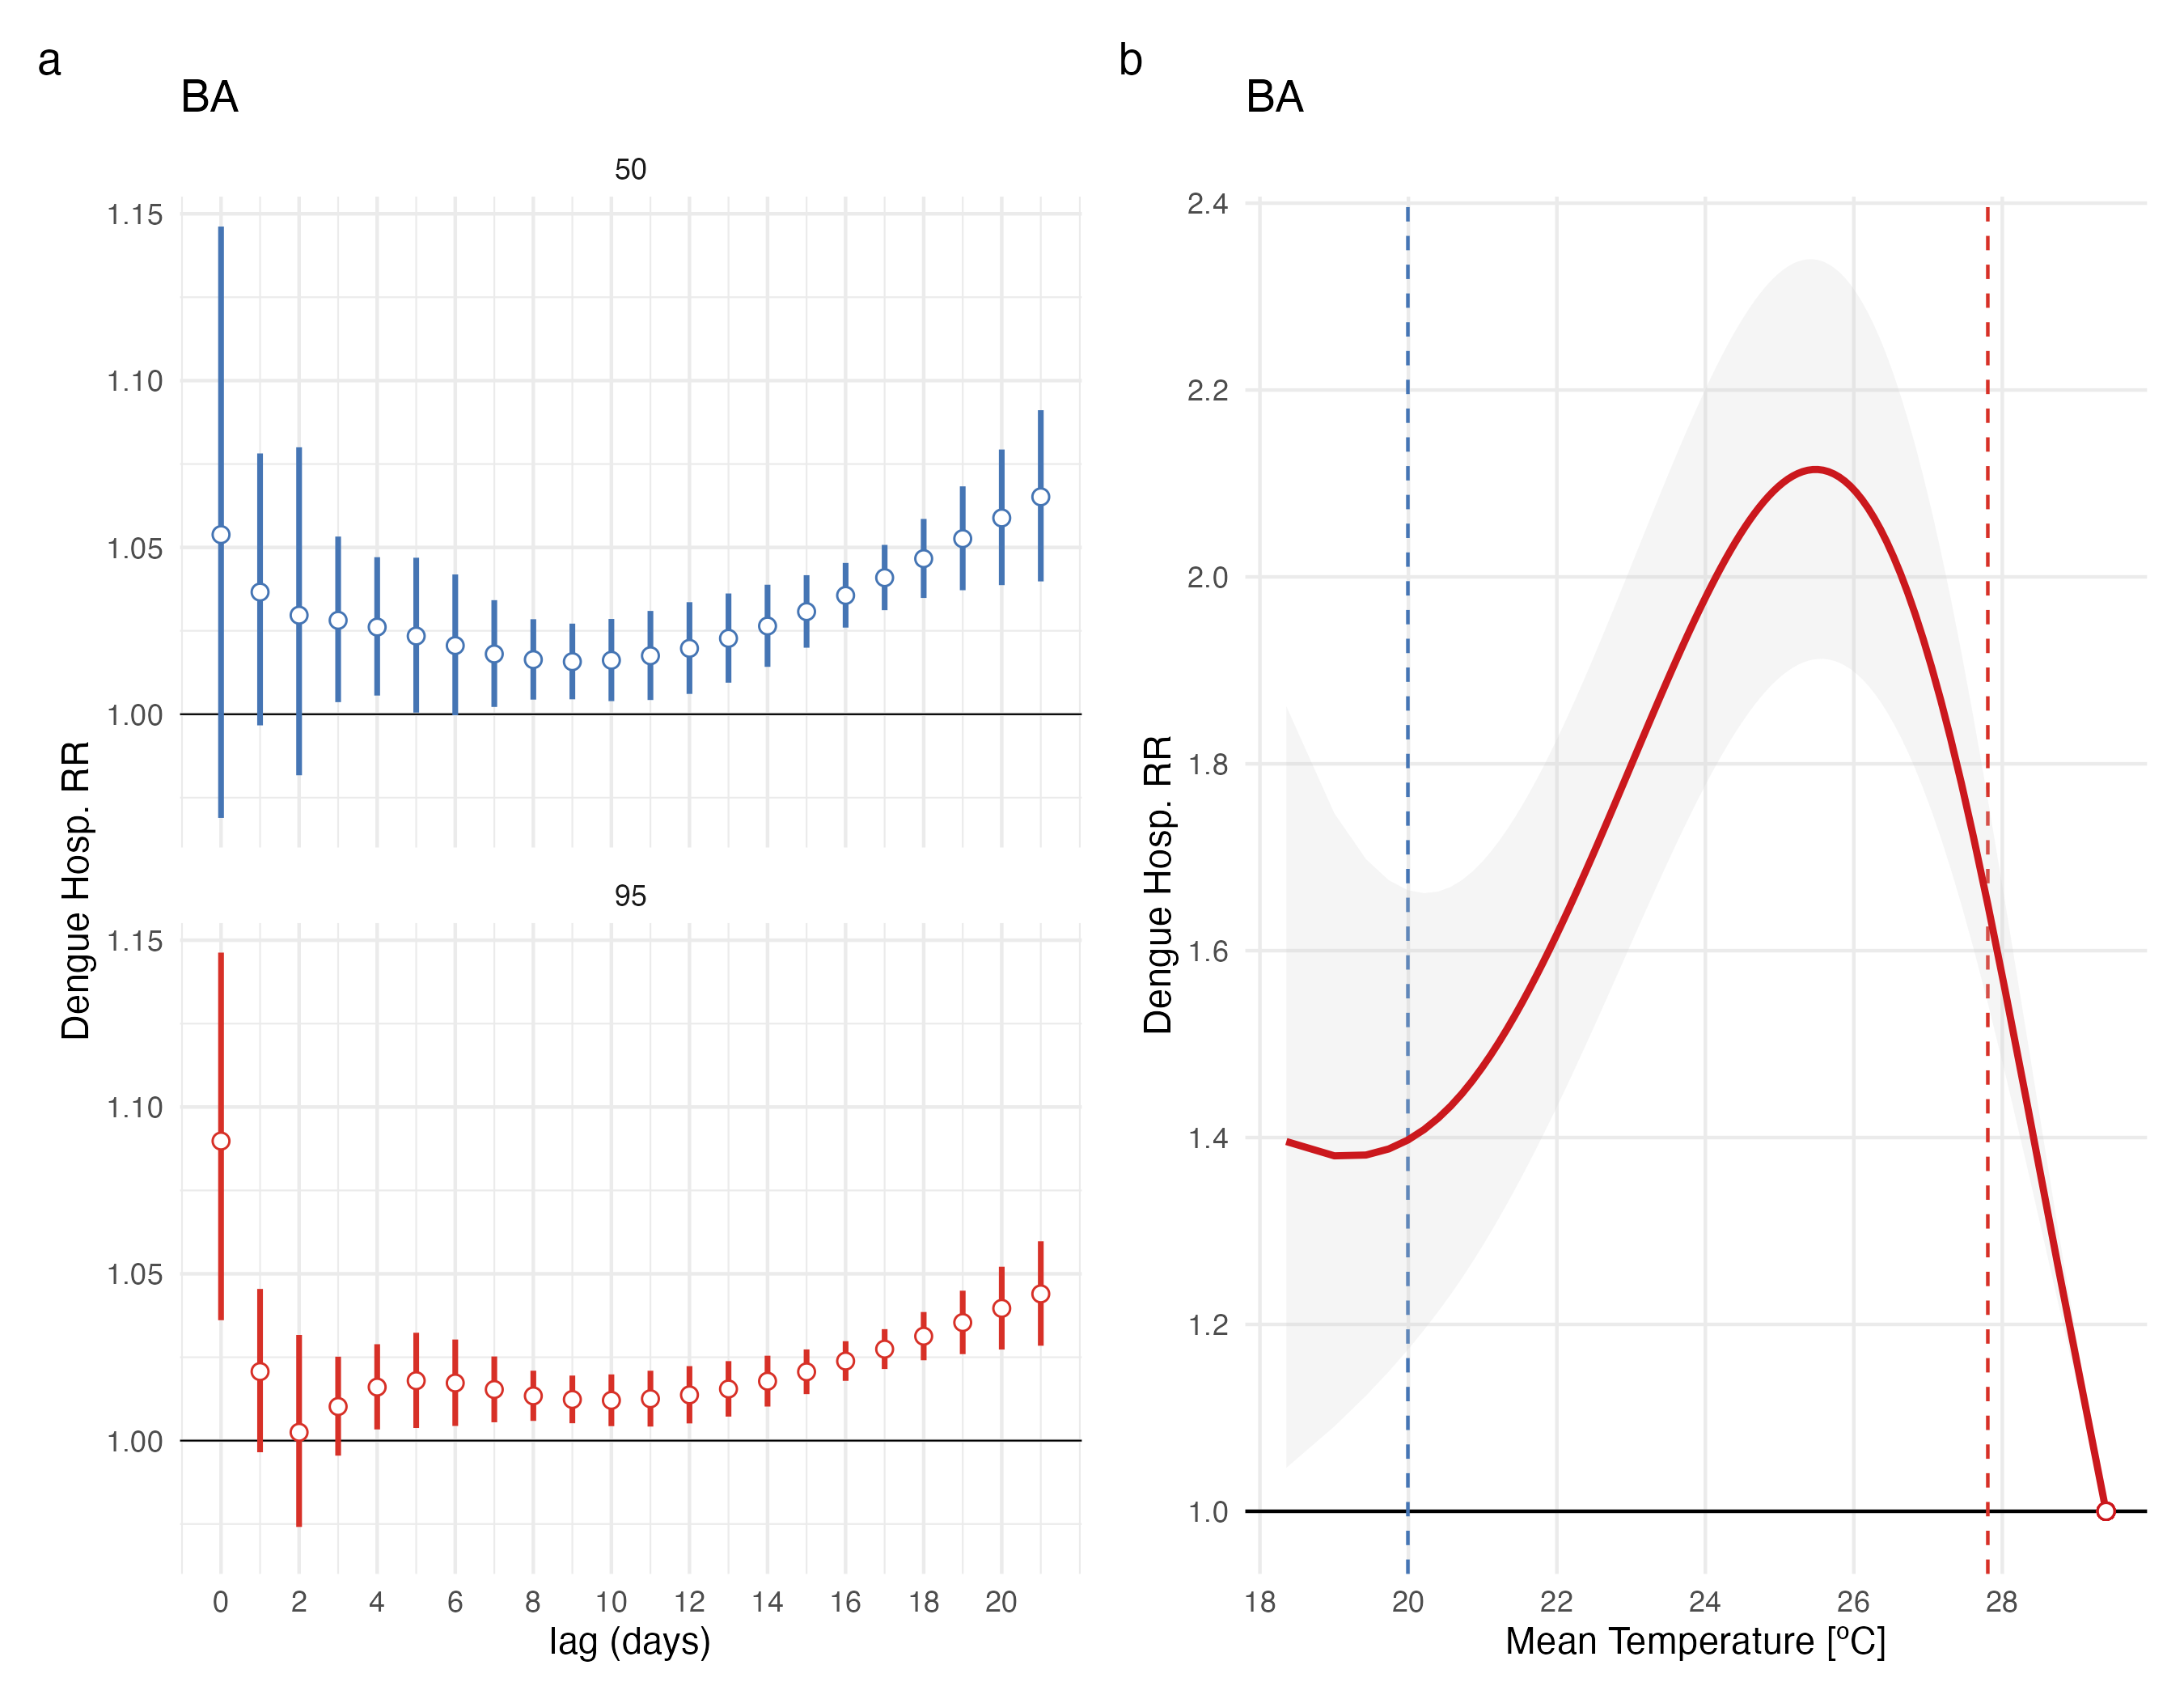 a
BA
50
1.15
1.10
1.05
1.00
95
1.15
1.10
1.05
1.00
0 2 4 6 8 10 12 14 16 18 20
lag (days)
Dengue Hosp. RR
b
BA
2.4
2.2
2.0
1.8
1.6
1.4
1.2
1.0
18 20 22 24 26 28
Mean Temperature [ºC]
Dengue Hosp. RR